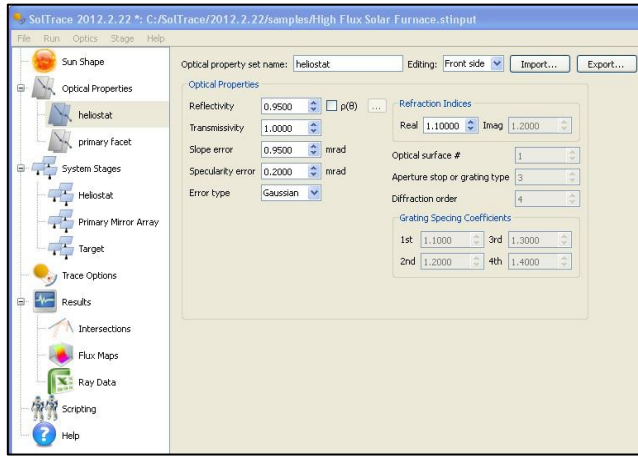 SolTrace 2012.2.22 *: C:/SolTrace/2012.2.22/samples/High Flux Solar Furnace.stinput
File Run Optics Stage Help
Sun Shape
Optical Properties
heliostat
primary facet
System Stages
Heliostat
Primary Mirror Array
Target
Trace Options
Results
Intersections
Flux Maps
Ray Data
Scripting
Help
Optical property set name: heliostat Editing: Front side Import... Export...
Optical Properties
Reflectivity 0.9500 ρ(θ) ...
Transmissivity 1.0000
Slope error 0.9500 mrad
Specularity error 0.2000 mrad
Error type Gaussian
Refraction Indices
Real 1.10000 Imag 1.2000
Optical surface # 1
Aperture stop or grating type 3
Diffraction order 4
Grating Specing Coefficients
1st 1.1000 3rd 1.3000
2nd 1.2000 4th 1.4000